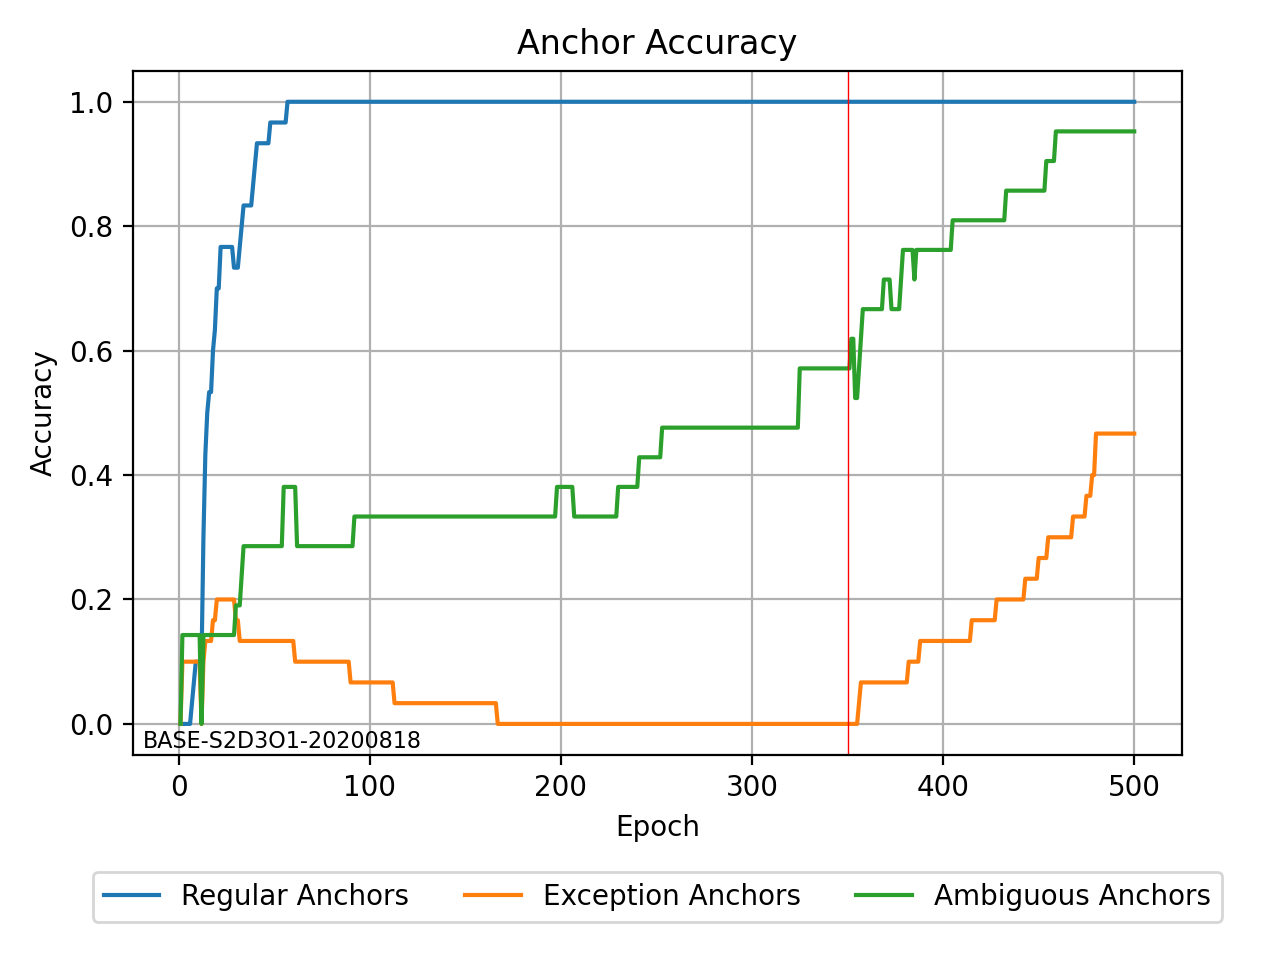 Anchor Accuracy
1.0
0.8
0.6
0.4
0.2
0.0
Accuracy
BASE-S2D3O1-20200818
0 100 200 300 400 500
Epoch
Regular Anchors Exception Anchors Ambiguous Anchors